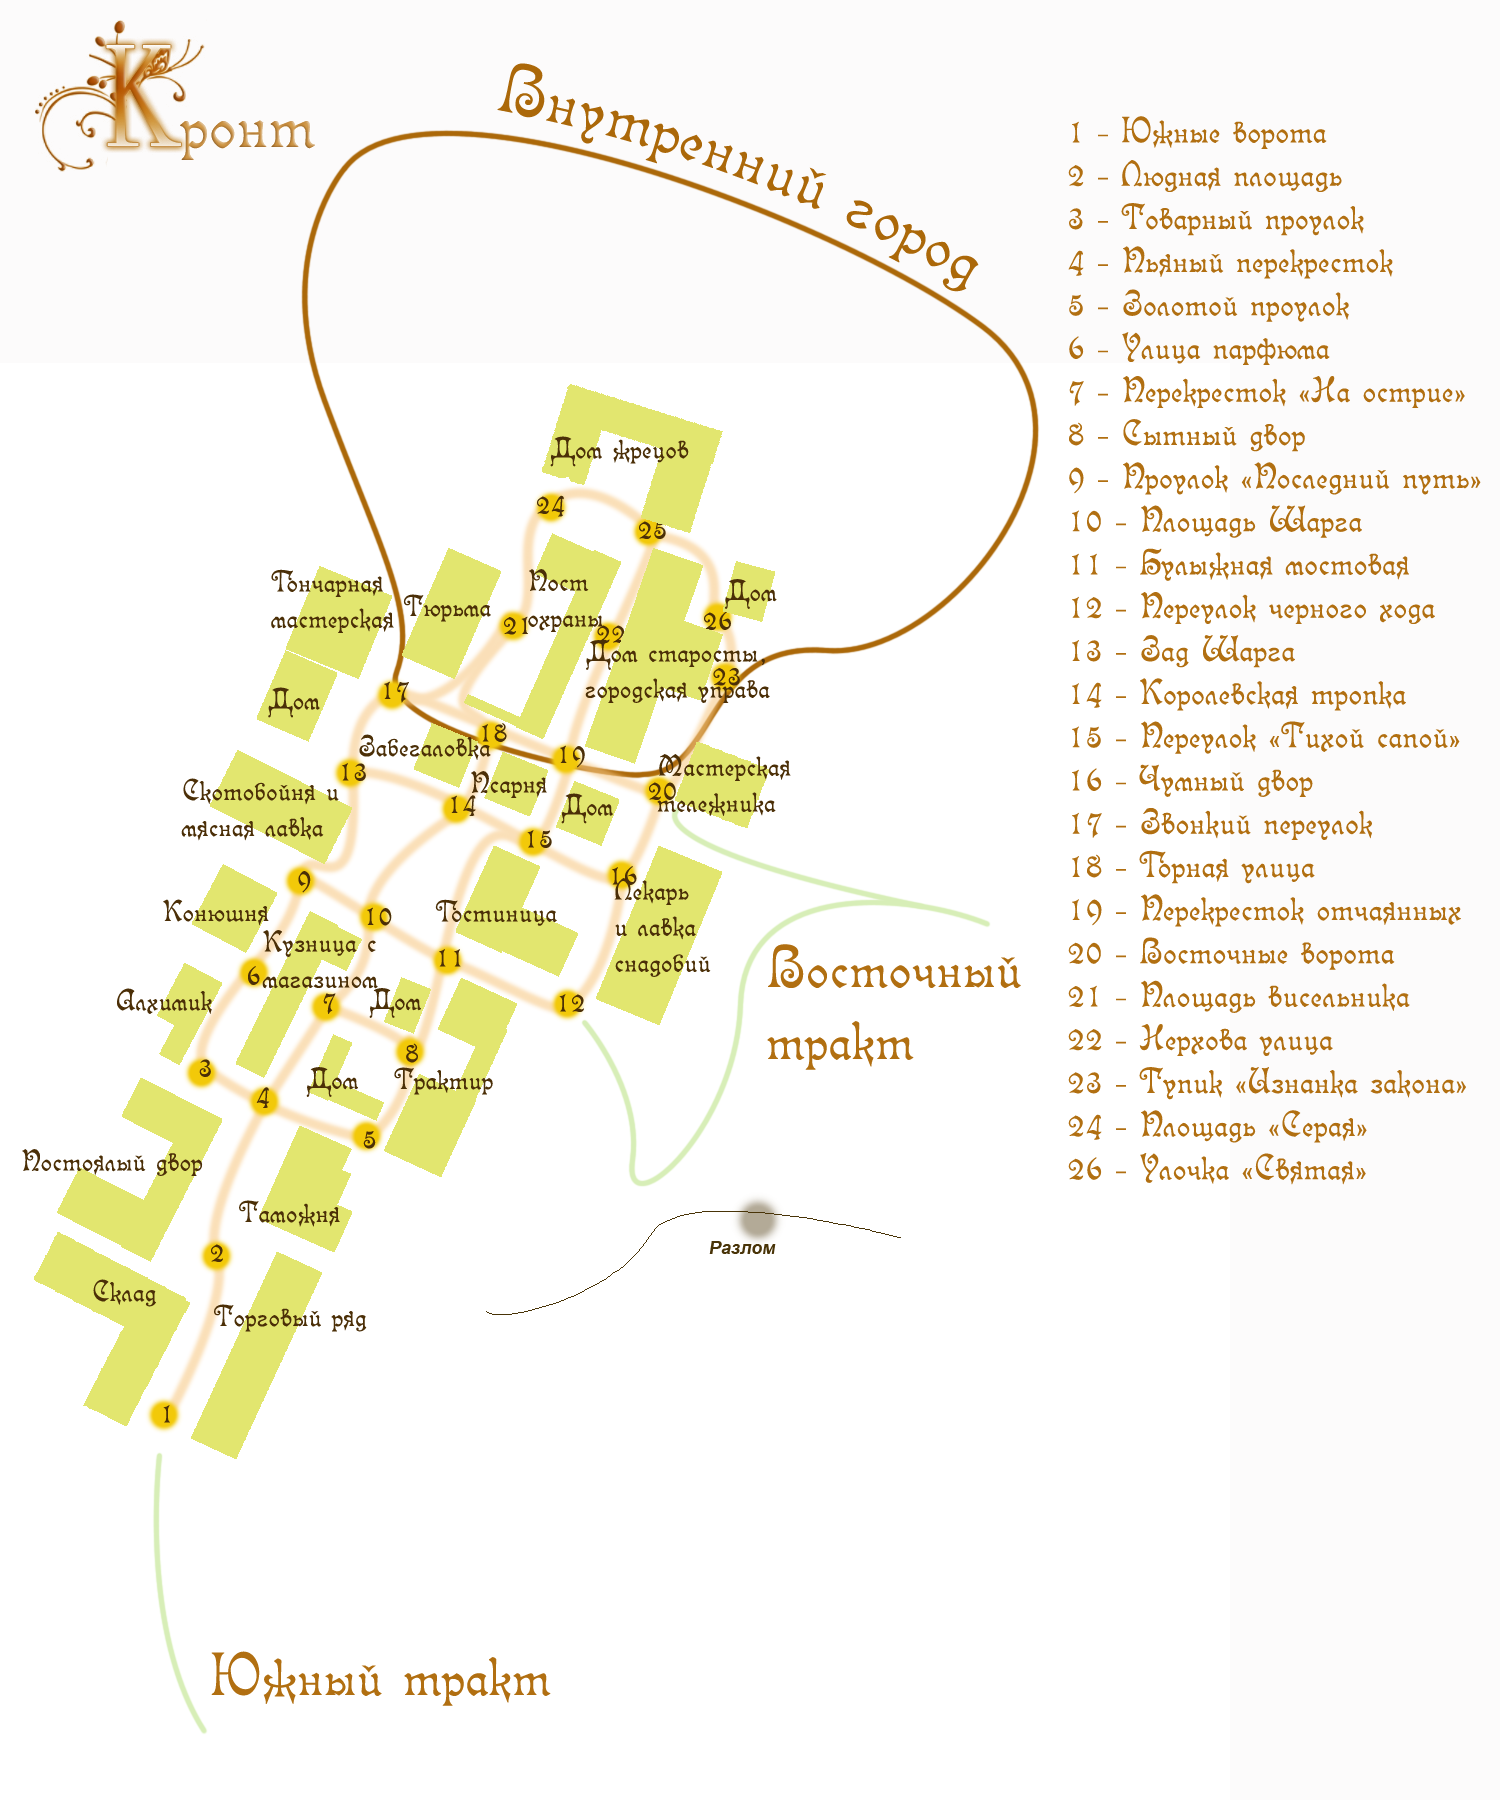 Кронт
Внутренний город
1 - Южные ворота
2 - Людная площадь
3 - Товарный проулок
4 - Пьяный перекресток
5 - Золотой проулок
6 - Улица парфюма
7 - Перекресток «На острие»
8 - Сытный двор
9 - Проулок «Последний путь»
10 - Площадь Шарга
11 - Булыжная мостовая
12 - Переулок черного хода
13 - Зад Шарга
14 - Королевская тропка
15 - Переулок «Тихой сапой»
16 - Чумный двор
17 - Звонкий переулок
18 - Горная улица
19 - Перекресток отчаянных
20 - Восточные ворота
21 - Площадь висельника
22 - Нерхова улица
23 - Тупик «Изнанка закона»
24 - Площадь «Серая»
26 - Улочка «Святая»
Дом жрецов
24
25
Гончарная
мастерская
Тюрьма
Пост
охраны
Дом
21
22
26
Дом старосты,
городская управа
23
17
Дом
18
Забегаловка
19
13
Псарня
Мастерская
тележника
20
Скотобойня и
мясная лавка
14
Дом
15
16
Пекарь
и лавка
снадобий
9
Конюшня
10
Гостиница
Кузница с
магазином
11
6
Алхимик
7
Дом
12
Восточный
тракт
8
3
4
Дом
Трактир
5
Постоялый двор
Таможня
2
Разлом
Склад
Торговый ряд
1
Южный тракт